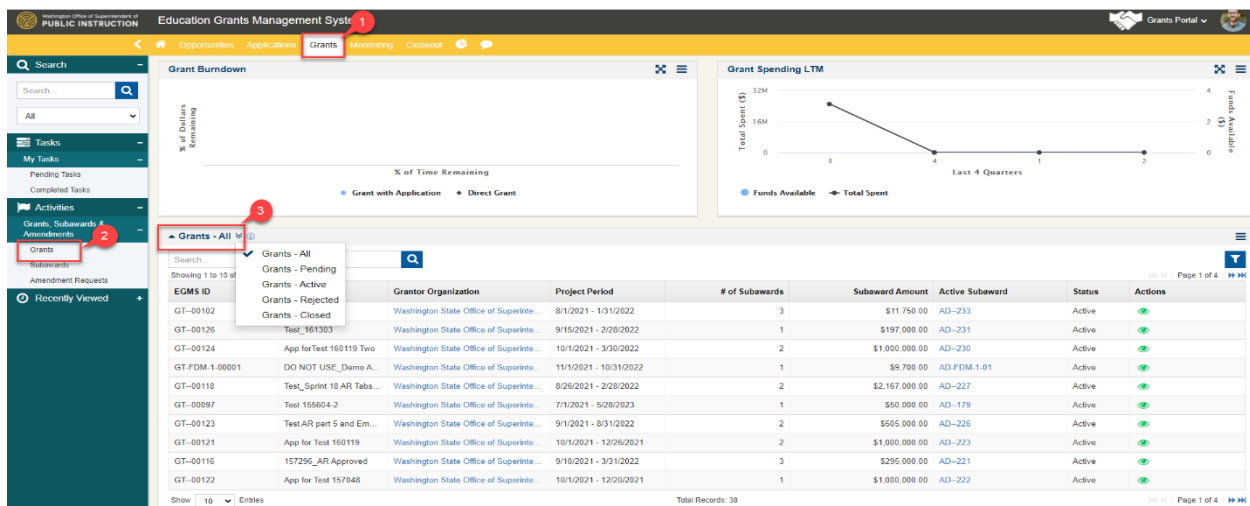 Washington Office of Superintendent of
PUBLIC INSTRUCTION
Education Grants Management Syste
1
Grants Portal
Opportunities Applications Grants Monitoring Closeout
Search
Search...
All
Tasks
My Tasks
Pending Tasks
Completed Tasks
Activities
Grants, Subawards &
Amendments
2
Grants
Subawards
Amendment Requests
Recently Viewed
Grant Burndown
% of Dollars
Remaining
% of Time Remaining
Grant with Application Direct Grant
Grant Spending LTM
Total Spent ($)
32M
16M
0
4
2
0
Funds Available
($)
3 4 1 2
Last 4 Quarters
Funds Available Total Spent
3
Grants - All
Grants - All
Grants - Pending
Grants - Active
Grants - Rejected
Grants - Closed
Search...
Showing 1 to 10 of
Page 1 of 4
EGMS ID Grantor Organization Project Period # of Subawards Subaward Amount Active Subaward Status Actions
GT--00102 Washington State Office of Superinte... 8/1/2021 - 1/31/2022 3 $11,750.00 AD--233 Active
GT--00126 Test_161303 Washington State Office of Superinte... 9/15/2021 - 2/28/2022 1 $197,000.00 AD--231 Active
GT--00124 App forTest 160119 Two Washington State Office of Superinte... 10/1/2021 - 3/30/2022 2 $1,000,000.00 AD--230 Active
GT-FDM-1-00001 DO NOT USE_Demo A... Washington State Office of Superinte... 11/1/2021 - 10/31/2022 1 $9,700.00 AD-FDM-1-01 Active
GT--00118 Test_Sprint 18 AR Tabs... Washington State Office of Superinte... 8/26/2021 - 2/28/2022 2 $2,167,000.00 AD--227 Active
GT--00097 Test 155604-2 Washington State Office of Superinte... 7/1/2021 - 5/28/2023 1 $50,000.00 AD--179 Active
GT--00123 Test AR part 5 and Em... Washington State Office of Superinte... 9/1/2021 - 8/31/2022 2 $505,000.00 AD--226 Active
GT--00121 App for Test 160119 Washington State Office of Superinte... 10/1/2021 - 12/26/2021 2 $1,000,000.00 AD--223 Active
GT--00116 157296_AR Approved Washington State Office of Superinte... 9/10/2021 - 3/31/2022 3 $295,000.00 AD--221 Active
GT--00122 App for Test 157048 Washington State Office of Superinte... 10/1/2021 - 12/20/2021 1 $1,000,000.00 AD--222 Active
Show 10 Entries Total Records: 38 Page 1 of 4